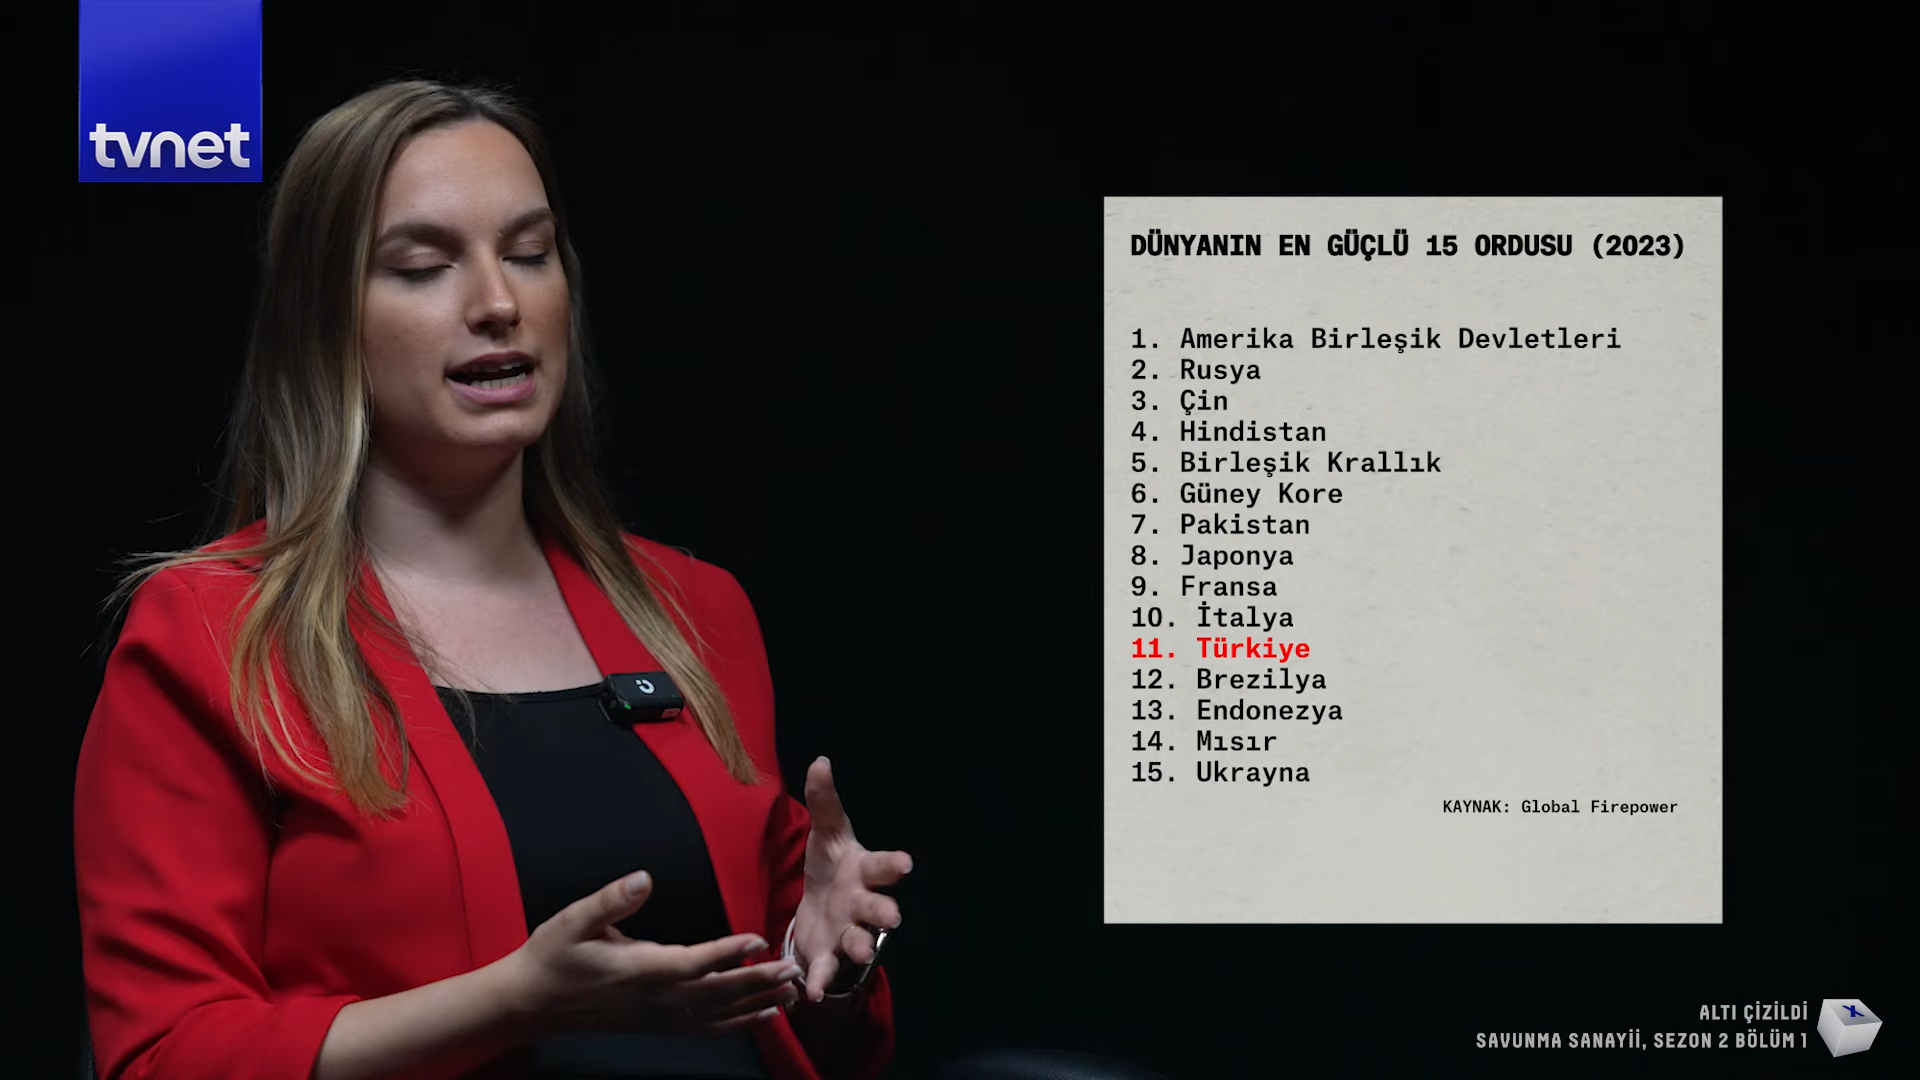 tvnet
DÜNYANIN EN GÜÇLÜ 15 ORDUSU (2023)
1. Amerika Birleşik Devletleri
2. Rusya
3. Çin
4. Hindistan
5. Birleşik Krallık
6. Güney Kore
7. Pakistan
8. Japonya
9. Fransa
10. İtalya
11. Türkiye
12. Brezilya
13. Endonezya
14. Mısır
15. Ukrayna
KAYNAK: Global Firepower
ALTI ÇİZİLDİ
SAVUNMA SANAYİİ, SEZON 2 BÖLÜM 1